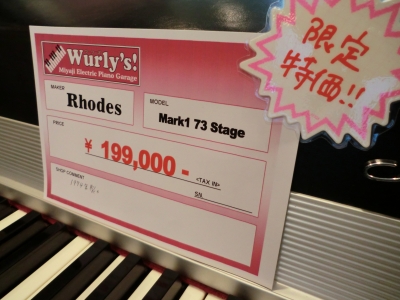 Wurly's!
Miyaji Electric Piano Garage
限定
特価!!
MAKER
Rhodes
MODEL
Mark1 73 Stage
PRICE
¥ 199,000 -
<TAX IN>
SHOP COMMENT
SN.